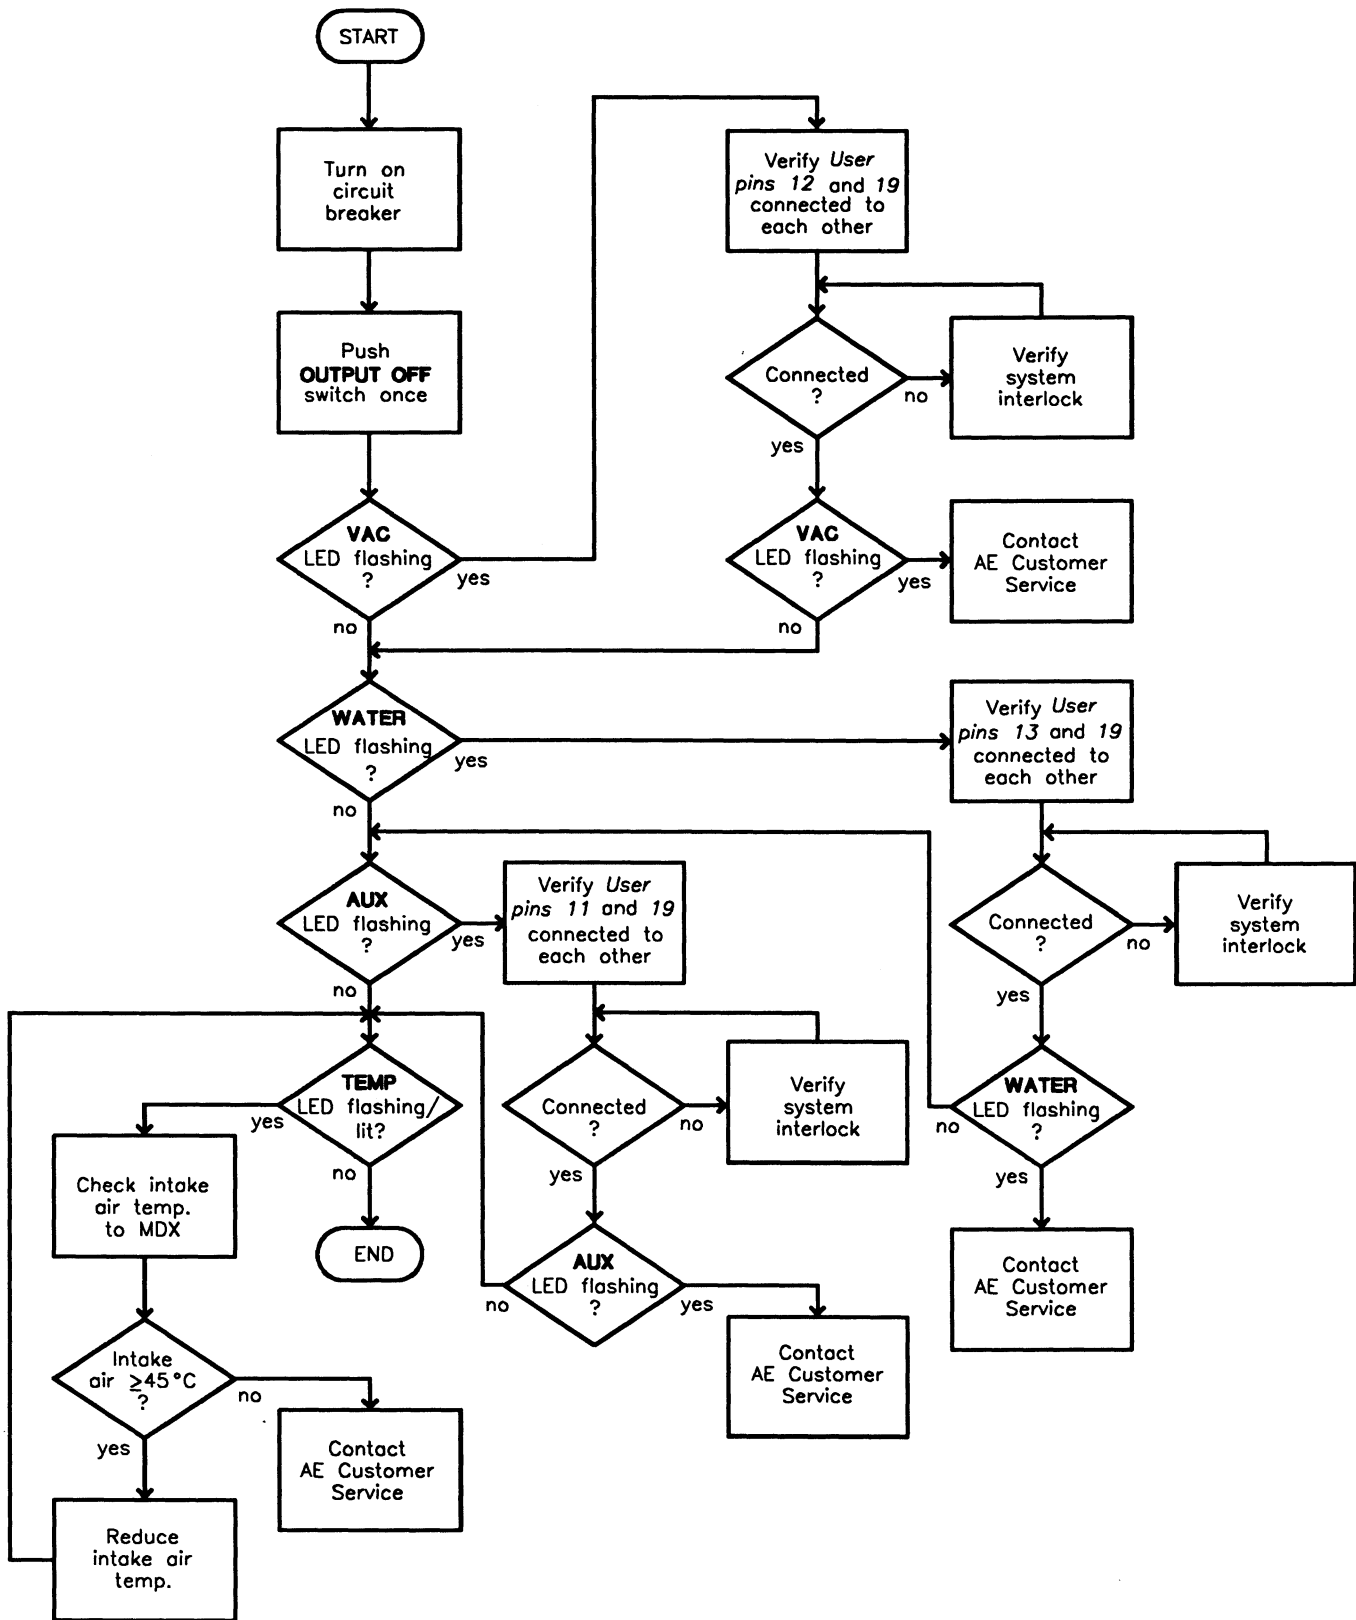 START
Turn on
circuit
breaker
Push
OUTPUT OFF
switch once
VAC
LED flashing
?
yes
no
Verify User
pins 12 and 19
connected to
each other
Connected
?
no
yes
Verify
system
interlock
VAC
LED flashing
?
yes
no
Contact
AE Customer
Service
WATER
LED flashing
?
yes
no
Verify User
pins 13 and 19
connected to
each other
Connected
?
no
yes
Verify
system
interlock
WATER
LED flashing
?
no
yes
Contact
AE Customer
Service
AUX
LED flashing
?
yes
no
Verify User
pins 11 and 19
connected to
each other
Connected
?
no
yes
Verify
system
interlock
AUX
LED flashing
?
no
yes
Contact
AE Customer
Service
TEMP
LED flashing/
lit?
yes
no
END
Check intake
air temp.
to MDX
Intake
air ≥45°C
?
no
yes
Contact
AE Customer
Service
Reduce
intake air
temp.